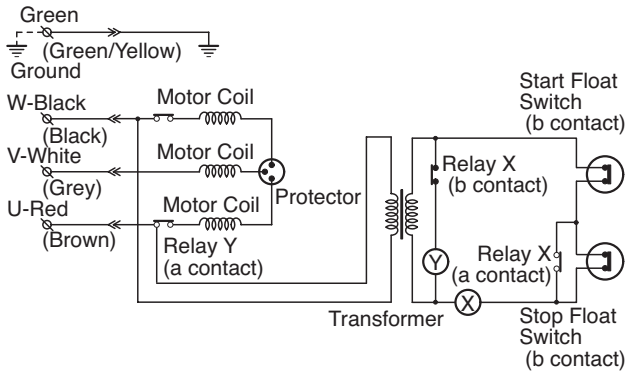 Green
(Green/Yellow)
Ground
W-Black
(Black)
V-White
(Grey)
U-Red
(Brown)
Motor Coil
Motor Coil
Motor Coil
Protector
Relay Y
(a contact)
Transformer
Relay X
(b contact)
Y
X
Relay X
(a contact)
Start Float
Switch
(b contact)
Stop Float
Switch
(b contact)